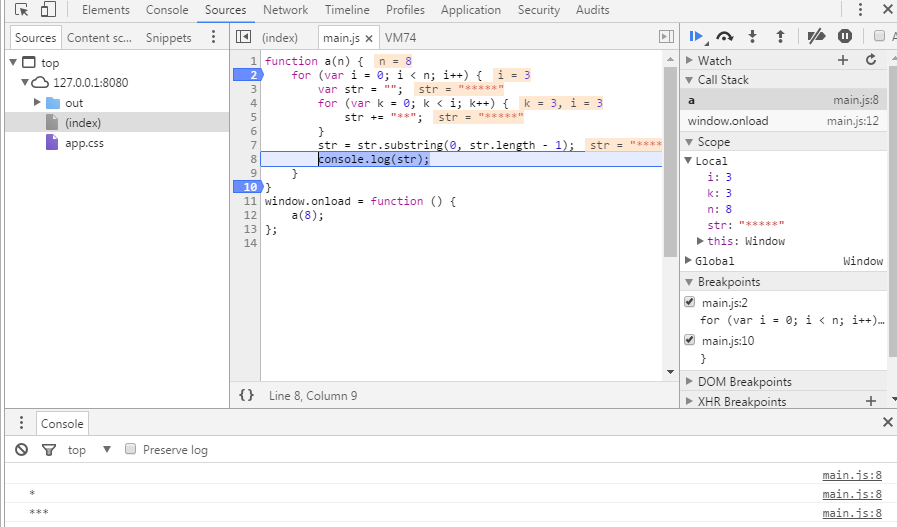 Elements Console Sources Network Timeline Profiles Application Security Audits
Sources Content sc... Snippets
top
127.0.0.1:8080
out
(index)
app.css
(index) main.js × VM74
1 function a(n) { n = 8
2 for (var i = 0; i < n; i++) { i = 3
3 var str = ""; str = "*****"
4 for (var k = 0; k < i; k++) { k = 3, i = 3
5 str += "**"; str = "*****"
6 }
7 str = str.substring(0, str.length - 1); str = "****
8 console.log(str);
9 }
10 }
11 window.onload = function () {
12 a(8);
13 };
14
{} Line 8, Column 9
A
Watch
Call Stack
a main.js:8
window.onload main.js:12
Scope
Local
i: 3
k: 3
n: 8
str: "*****"
this: Window
Global Window
Breakpoints
main.js:2
for (var i = 0; i < n; i++)…
main.js:10
}
DOM Breakpoints
XHR Breakpoints
Console
top Preserve log
main.js:8
* main.js:8
*** main.js:8